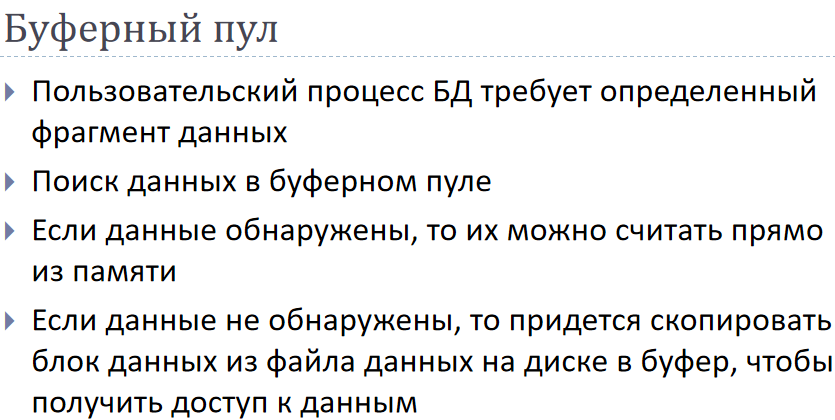 Буферный пул
Пользовательский процесс БД требует определенный
фрагмент данных
Поиск данных в буферном пуле
Если данные обнаружены, то их можно считать прямо
из памяти
Если данные не обнаружены, то придется скопировать
блок данных из файла данных на диске в буфер, чтобы
получить доступ к данным